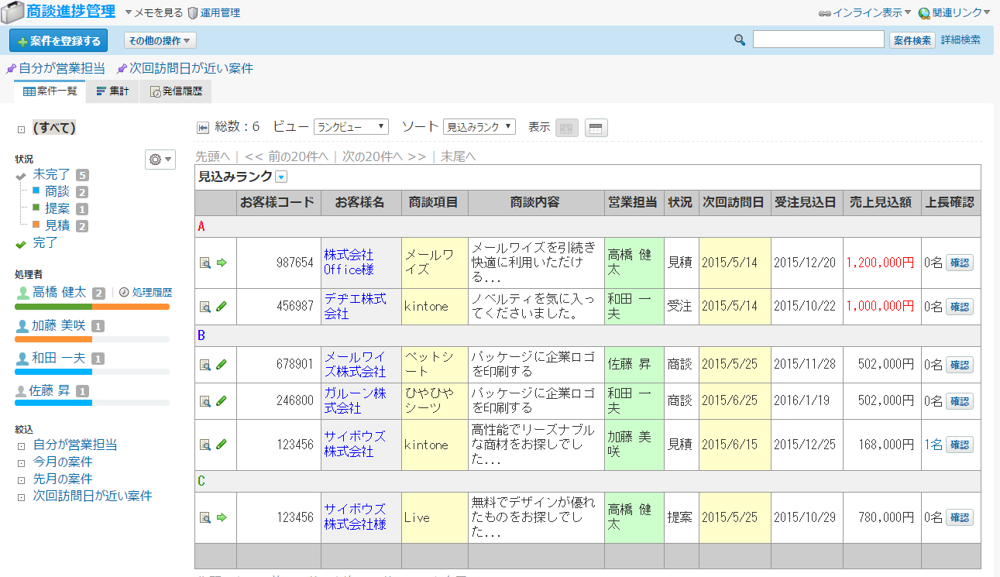 商談進捗管理 メモを見る 運用管理 インライン表示 関連リンク
案件を登録する その他の操作 案件検索 詳細検索
自分が営業担当 次回訪問日が近い案件
案件一覧 集計 発信履歴
(すべて)
状況
未完了 5
商談 2
提案 1
見積 2
完了
処理者
高橋 健太 2 処理履歴
加藤 美咲 1
和田 一夫 1
佐藤 昇 1
絞込
自分が営業担当
今月の案件
先月の案件
次回訪問日が近い案件
総数：6 ビュー ランクビュー ソート 見込みランク 表示
先頭へ | << 前の20件へ | 次の20件へ >> | 末尾へ
見込みランク
お客様コード お客様名 商談項目 商談内容 営業担当 状況 次回訪問日 受注見込日 売上見込額 上長確認
A
987654 株式会社Office様 メールワイズ メールワイズを引続き快適に利用いただける... 高橋 健太 見積 2015/5/14 2015/12/20 1,200,000円 0名 確認
456987 デヂエ株式会社 kintone ノベルティを気に入ってくださいました。 和田 一夫 受注 2015/5/14 2015/10/22 1,000,000円 0名 確認
B
678901 メールワイズ株式会社 ペットシート パッケージに企業ロゴを印刷する 佐藤 昇 商談 2015/5/25 2015/11/28 502,000円 0名 確認
246800 ガルーン株式会社 ひやひやシーツ パッケージに企業ロゴを印刷する 和田 一夫 商談 2015/6/25 2016/1/19 502,000円 0名 確認
123456 サイボウズ株式会社 kintone 高性能でリーズナブルな商材をお探しでした... 加藤 美咲 見積 2015/6/15 2015/12/25 168,000円 1名 確認
C
123456 サイボウズ株式会社様 Live 無料でデザインが優れたものをお探しでした... 高橋 健太 提案 2015/5/25 2015/10/29 780,000円 0名 確認